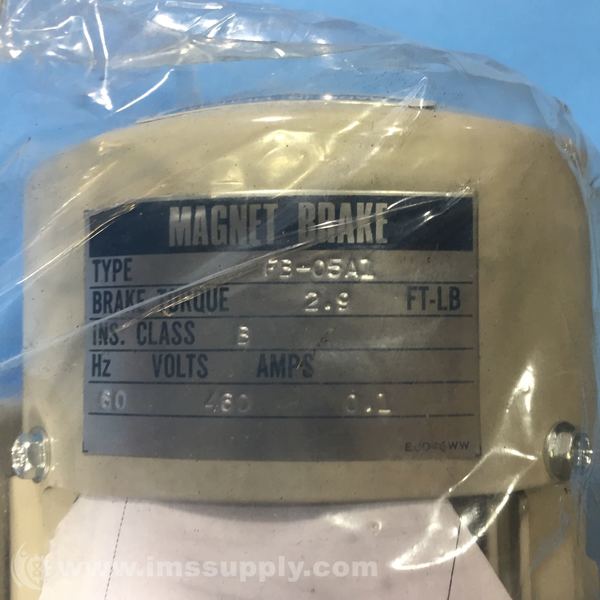 MAGNET BRAKE
TYPE FB-05A1
BRAKE TORQUE 2.9 FT-LB
INS. CLASS B
Hz VOLTS AMPS
60 460 0.1
www.imssupply.com